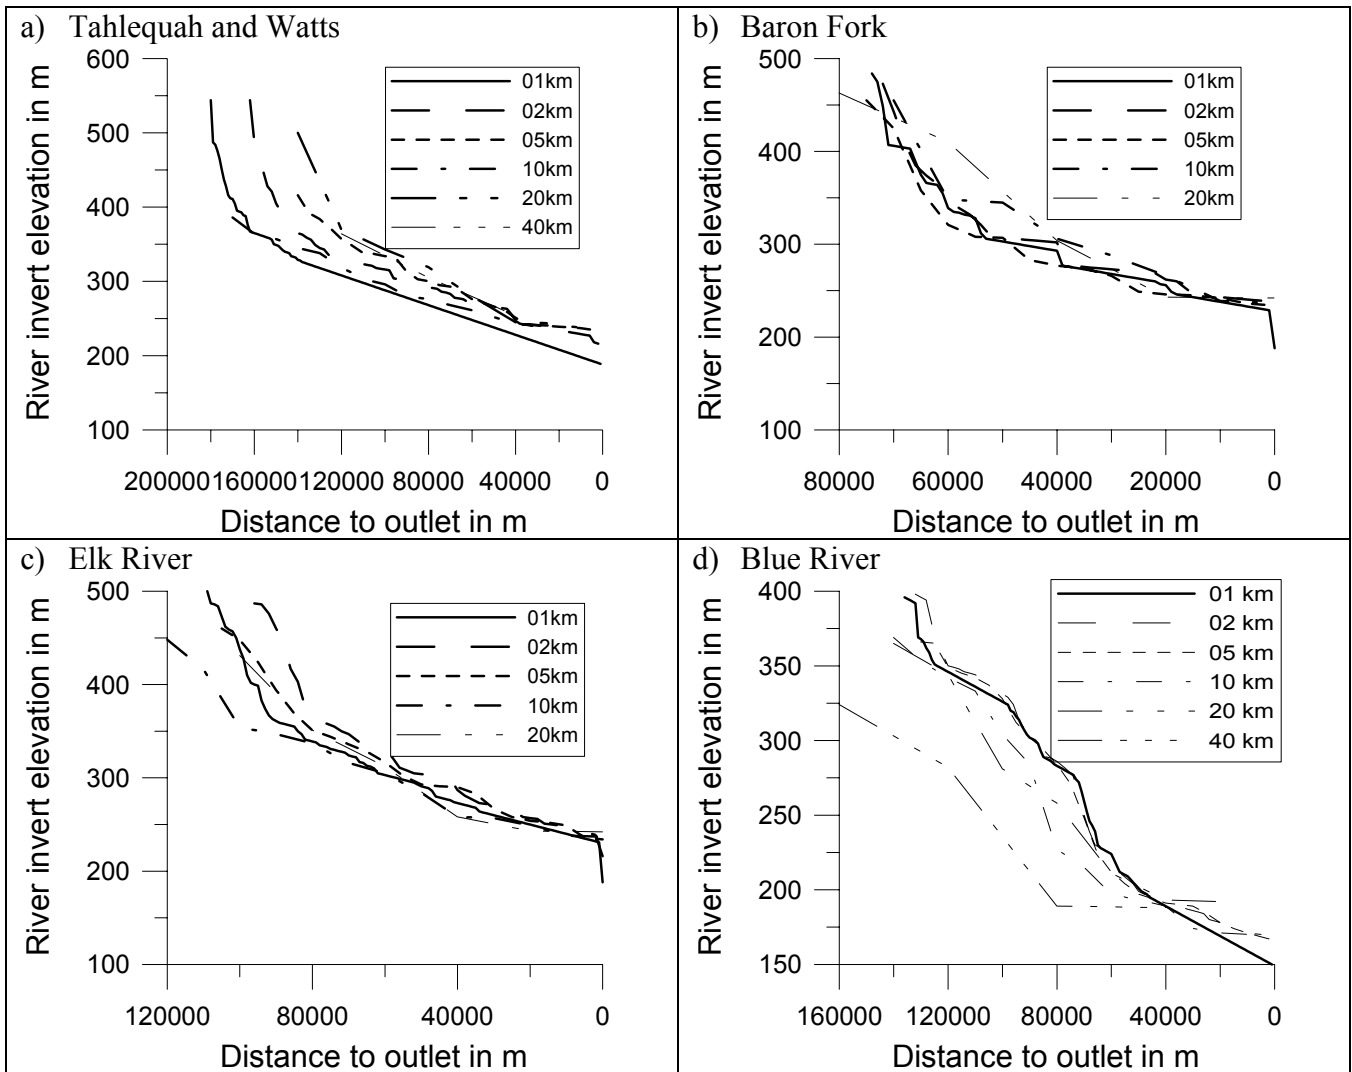 a) Tahlequah and Watts
River invert elevation in m
600
500
400
300
200
100
01km
02km
05km
10km
20km
40km
200000 160000 120000 80000 40000 0
Distance to outlet in m
b) Baron Fork
River invert elevation in m
500
400
300
200
100
01km
02km
05km
10km
20km
80000 60000 40000 20000 0
Distance to outlet in m
c) Elk River
River invert elevation in m
500
400
300
200
100
01km
02km
05km
10km
20km
120000 80000 40000 0
Distance to outlet in m
d) Blue River
River invert elevation in m
400
350
300
250
200
150
01 km
02 km
05 km
10 km
20 km
40 km
160000 120000 80000 40000 0
Distance to outlet in m